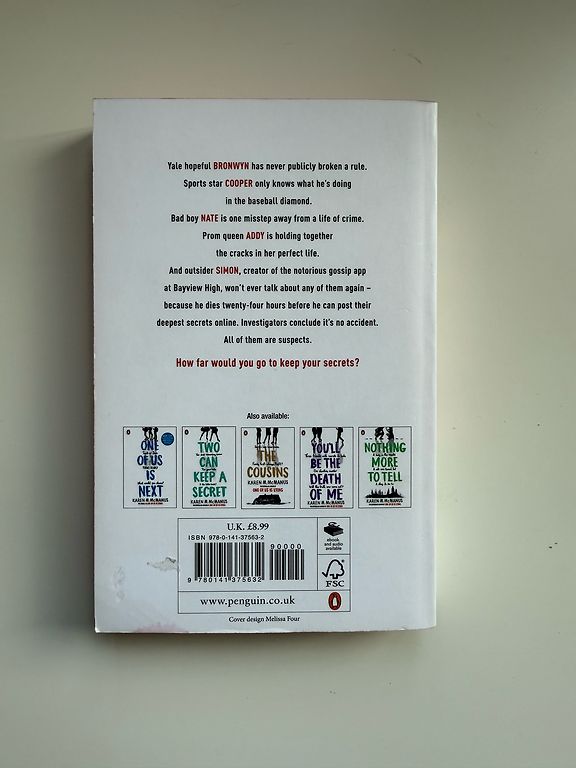 Yale hopeful BRONWYN has never publicly broken a rule.
Sports star COOPER only knows what he's doing
in the baseball diamond.
Bad boy NATE is one misstep away from a life of crime.
Prom queen ADDY is holding together
the cracks in her perfect life.
And outsider SIMON, creator of the notorious gossip app
at Bayview High, won't ever talk about any of them again –
because he dies twenty-four hours before he can post their
deepest secrets online. Investigators conclude it's no accident.
All of them are suspects.
How far would you go to keep your secrets?
Also available:
ONE
OF US
IS
NEXT
KAREN M. McMANUS
TWO
CAN
KEEP A
SECRET
KAREN M. McMANUS
THE
COUSINS
KAREN M. McMANUS
ONE OF US IS LYING
YOU'LL
BE THE
DEATH
OF ME
KAREN M. McMANUS
NOTHING
MORE
TO TELL
KAREN M. McMANUS
U.K. £8.99
ISBN 978-0-141-37563-2
90000
9 780141 375632
ebook
and audio
available
FSC
www.penguin.co.uk
Cover design Melissa Four